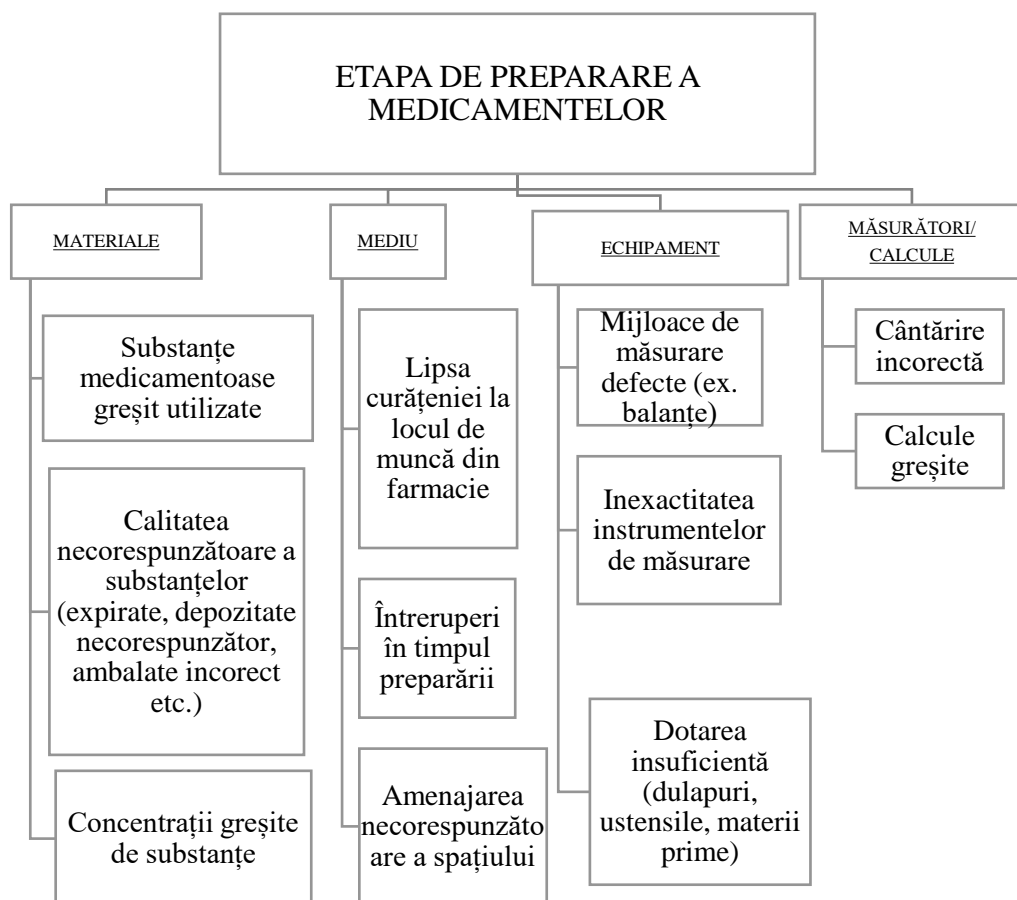 ETAPA DE PREPARARE A
MEDICAMENTELOR
MATERIALE
Substanțe
medicamentoase
greșit utilizate
Calitatea
necorespunzătoare a
substanțelor
(expirate, depozitate
necorespunzător,
ambalate incorect
etc.)
Concentrații greșite
de substanțe
MEDIU
Lipsa
curățeniei la
locul de
muncă din
farmacie
Întreruperi
în timpul
preparării
Amenajarea
necorespunzăto
are a spațiului
ECHIPAMENT
Mijloace de
măsurare
defecte (ex.
balanțe)
Inexactitatea
instrumentelor
de măsurare
Dotarea
insuficientă
(dulapuri,
ustensile, materii
prime)
MĂSURĂTORI/
CALCULE
Cântărire
incorectă
Calcule
greșite